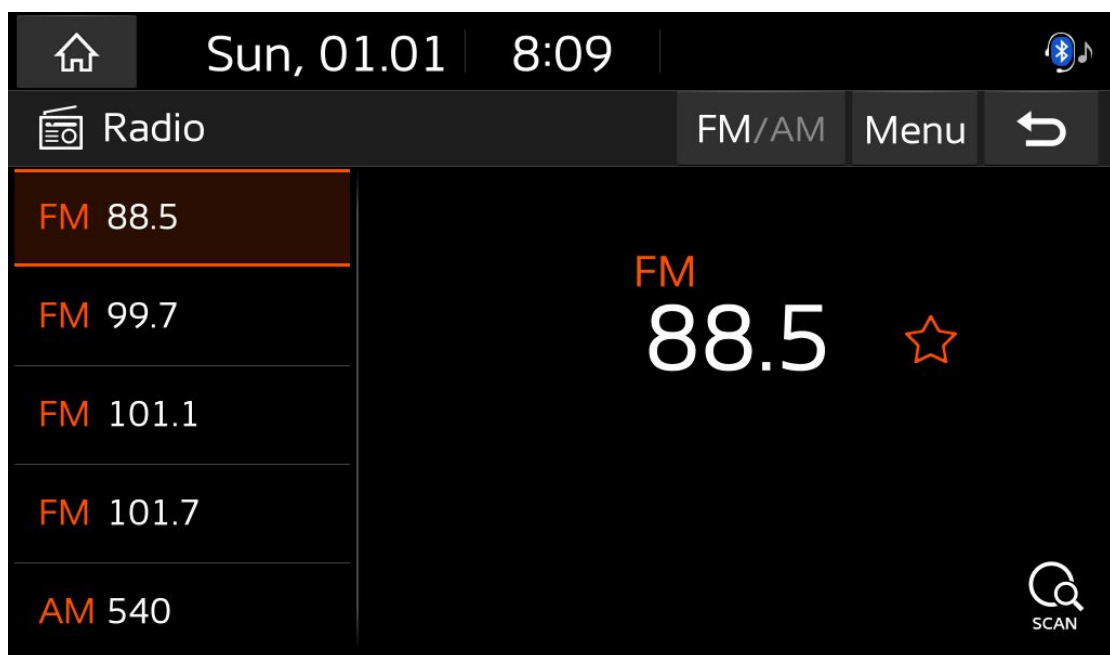 Sun, 01.01 8:09
Radio FM/AM Menu
FM 88.5
FM 99.7
FM 101.1
FM 101.7
AM 540
FM
88.5
SCAN